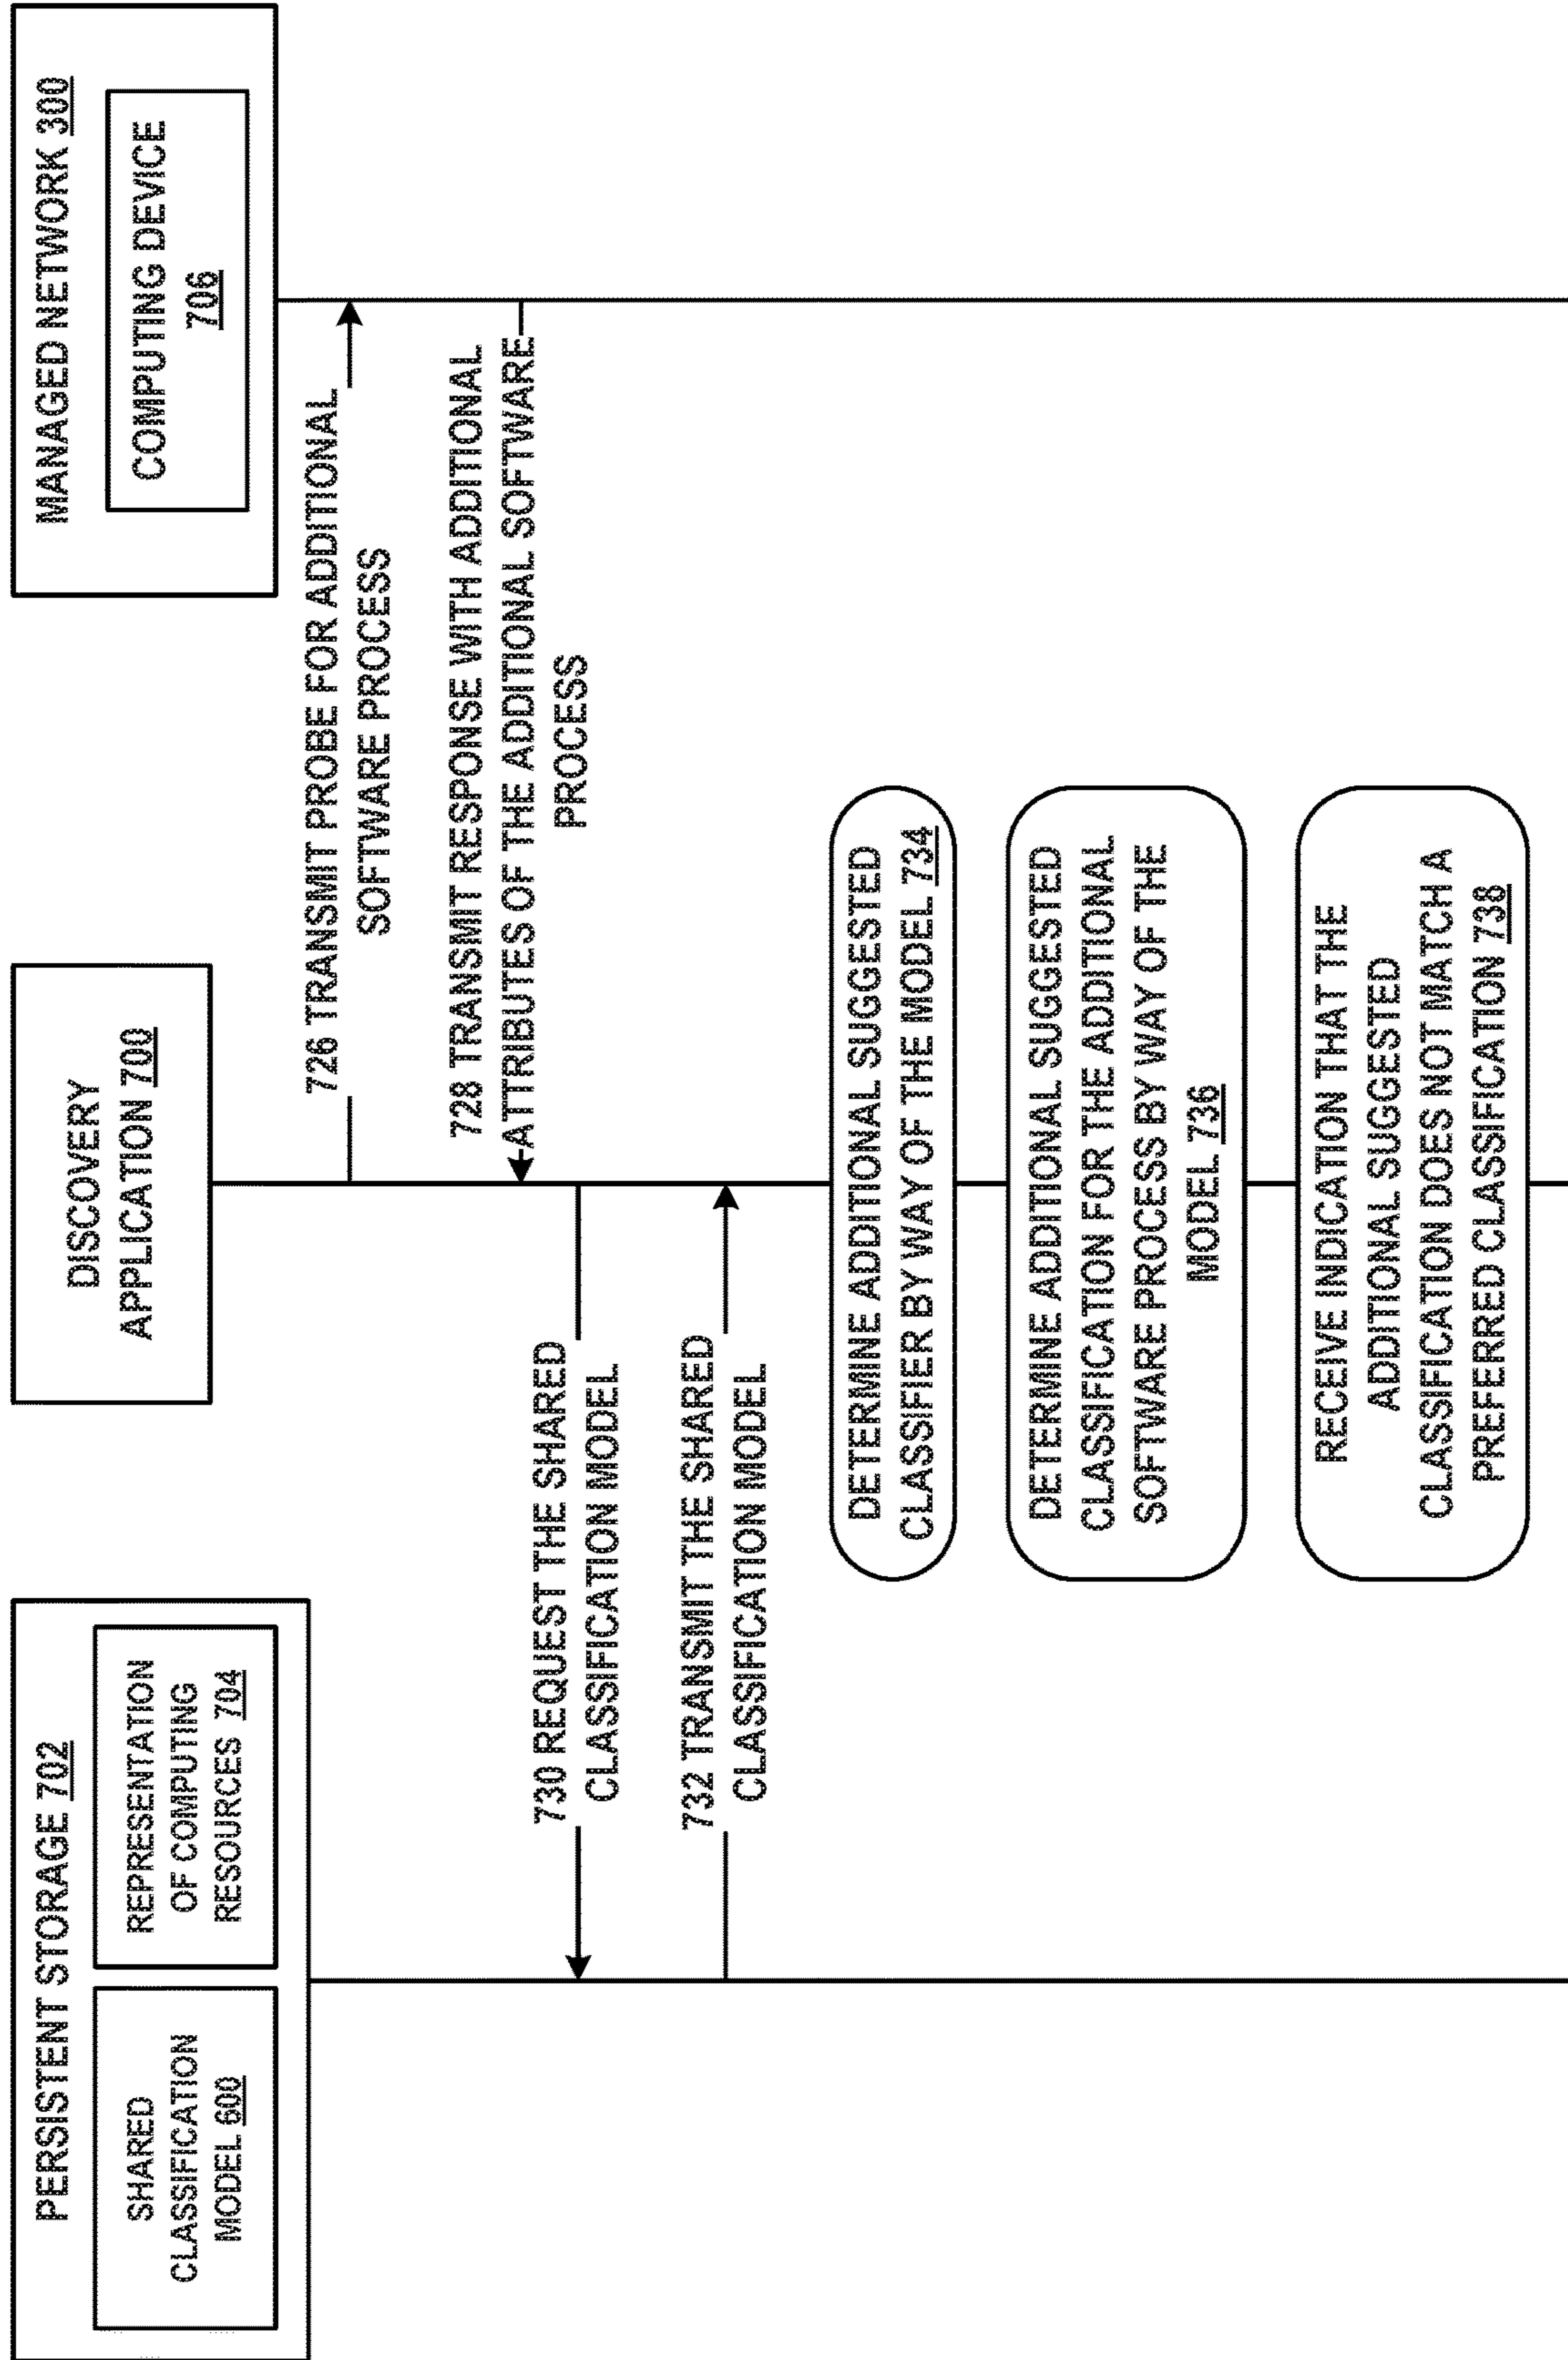 PERSISTENT STORAGE 702
SHARED
CLASSIFICATION
MODEL 600
REPRESENTATION
OF COMPUTING
RESOURCES 704
DISCOVERY
APPLICATION 700
MANAGED NETWORK 300
COMPUTING DEVICE
706
726 TRANSMIT PROBE FOR ADDITIONAL
SOFTWARE PROCESS
728 TRANSMIT RESPONSE WITH ADDITIONAL
ATTRIBUTES OF THE ADDITIONAL SOFTWARE
PROCESS
730 REQUEST THE SHARED
CLASSIFICATION MODEL
732 TRANSMIT THE SHARED
CLASSIFICATION MODEL
DETERMINE ADDITIONAL SUGGESTED
CLASSIFIER BY WAY OF THE MODEL 734
DETERMINE ADDITIONAL SUGGESTED
CLASSIFICATION FOR THE ADDITIONAL
SOFTWARE PROCESS BY WAY OF THE
MODEL 736
RECEIVE INDICATION THAT THE
ADDITIONAL SUGGESTED
CLASSIFICATION DOES NOT MATCH A
PREFERRED CLASSIFICATION 738